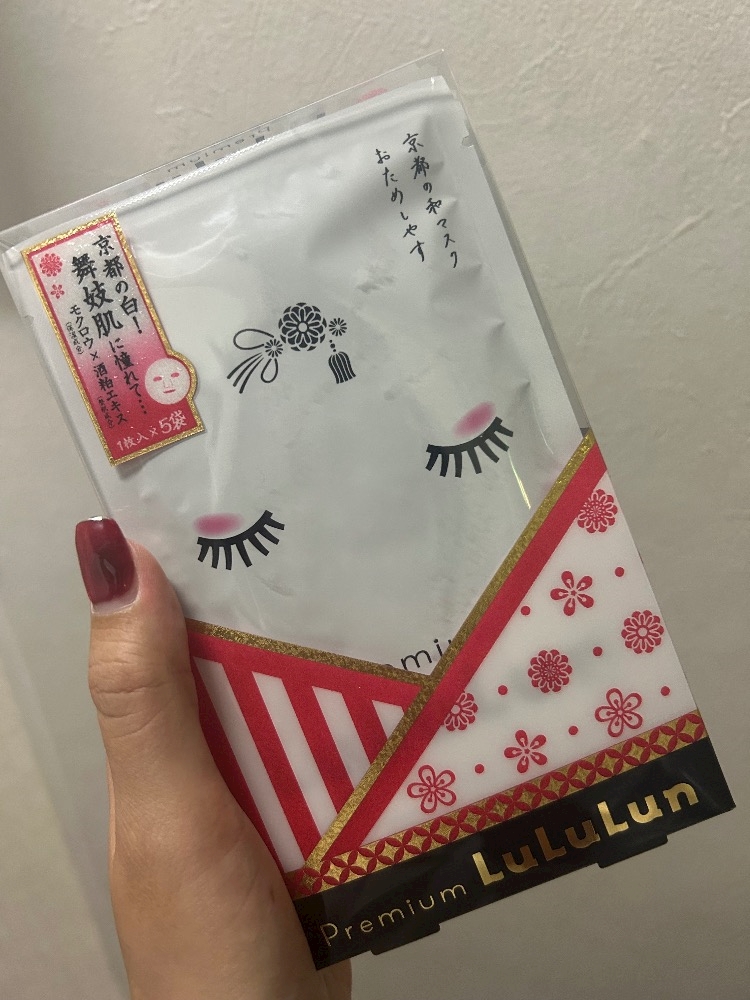 京都の和マスク
おためしやす
京都の白!
舞妓肌に憧れて…
モクロウ×酒粕エキス
1枚入×5袋
emiu
Premium LuLuLun